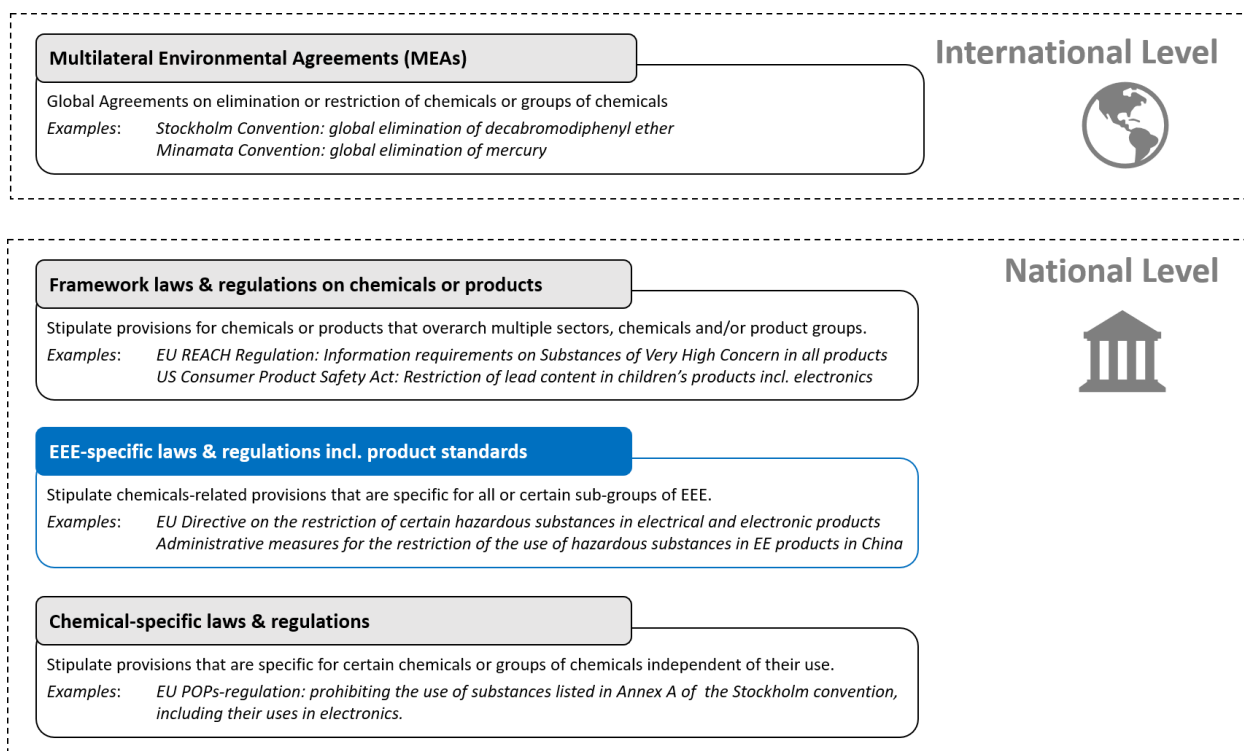 Multilateral Environmental Agreements (MEAs)
International Level
Global Agreements on elimination or restriction of chemicals or groups of chemicals
Examples: Stockholm Convention: global elimination of decabromodiphenyl ether
Minamata Convention: global elimination of mercury
National Level
Framework laws & regulations on chemicals or products
Stipulate provisions for chemicals or products that overarch multiple sectors, chemicals and/or product groups.
Examples: EU REACH Regulation: Information requirements on Substances of Very High Concern in all products
US Consumer Product Safety Act: Restriction of lead content in children's products incl. electronics
EEE-specific laws & regulations incl. product standards
Stipulate chemicals-related provisions that are specific for all or certain sub-groups of EEE.
Examples: EU Directive on the restriction of certain hazardous substances in electrical and electronic products
Administrative measures for the restriction of the use of hazardous substances in EE products in China
Chemical-specific laws & regulations
Stipulate provisions that are specific for certain chemicals or groups of chemicals independent of their use.
Examples: EU POPs-regulation: prohibiting the use of substances listed in Annex A of the Stockholm convention,
including their uses in electronics.